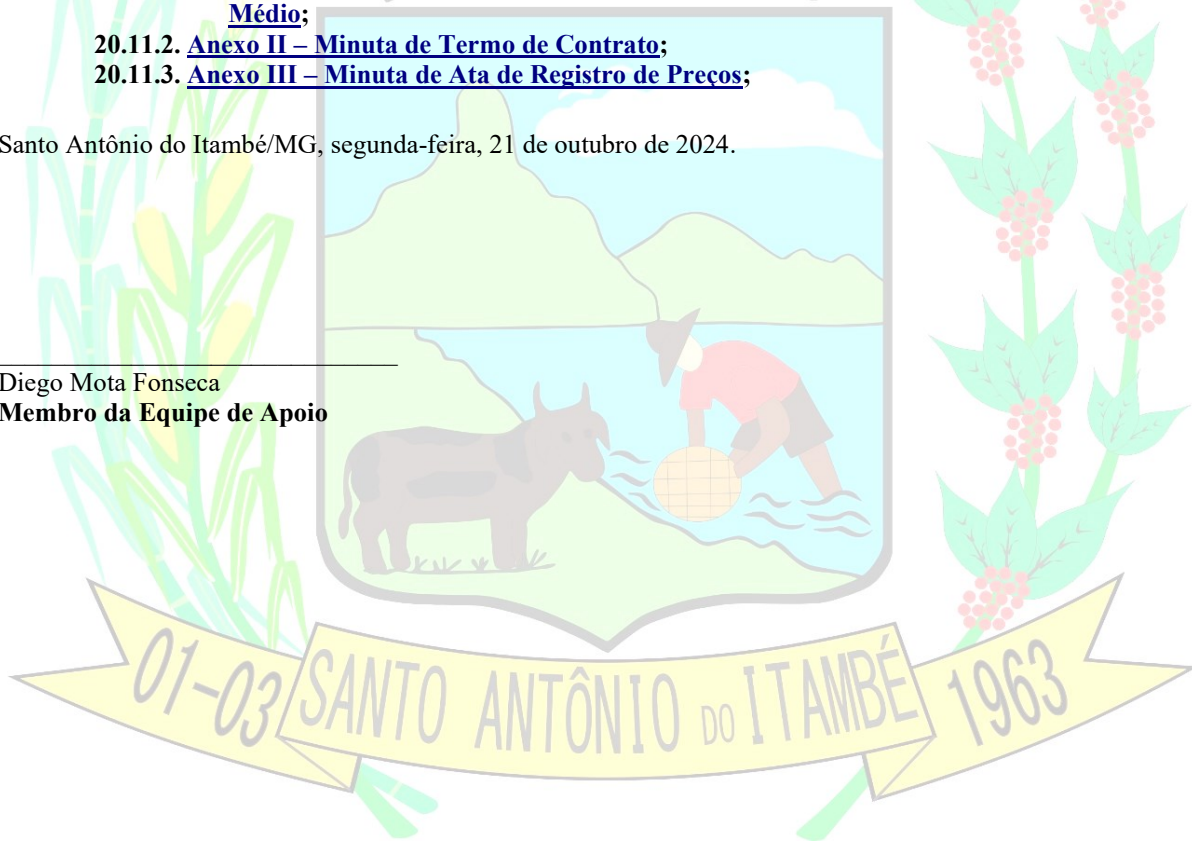 Médio;
20.11.2. Anexo II – Minuta de Termo de Contrato;
20.11.3. Anexo III – Minuta de Ata de Registro de Preços;
Santo Antônio do Itambé/MG, segunda-feira, 21 de outubro de 2024.
Diego Mota Fonseca
Membro da Equipe de Apoio
01-03 SANTO ANTÔNIO DO ITAMBÉ 1963